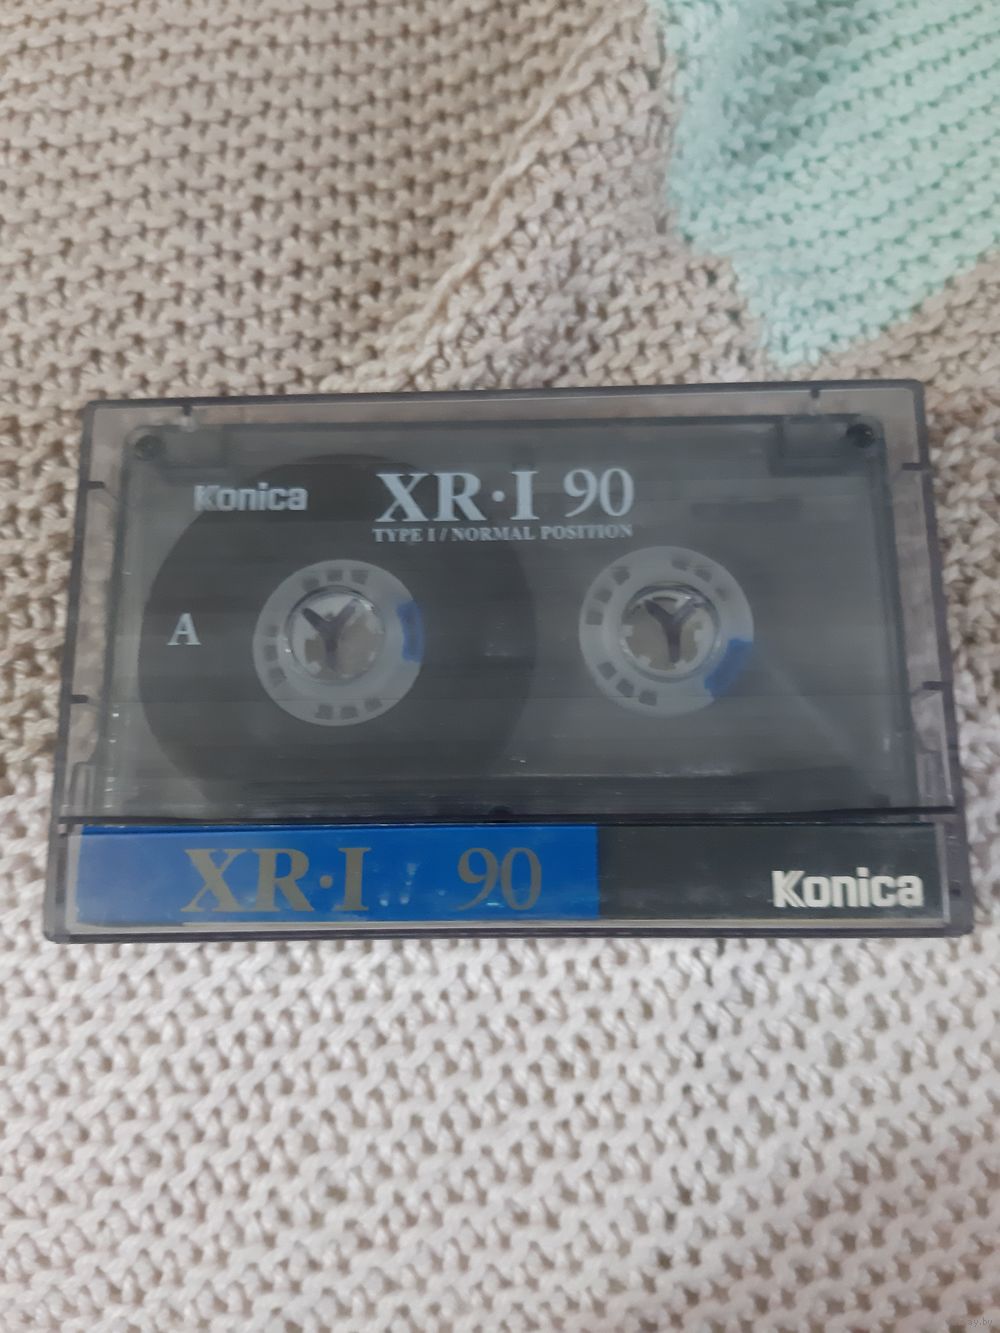 Konica
XR·I 90
TYPE I / NORMAL POSITION
A
XR·I 90
Konica